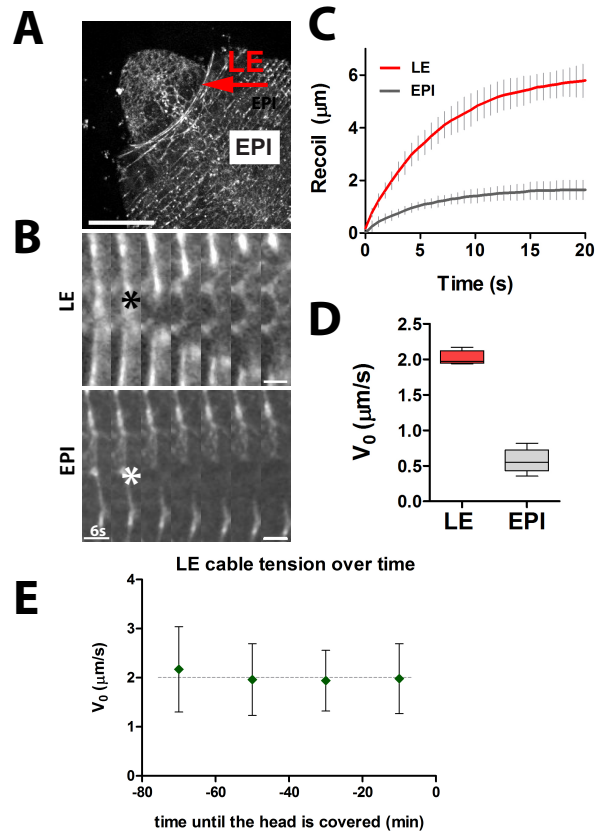 A
LE
EPI
EPI
B
LE
*
EPI
*
6s
C
LE
EPI
Recoil (μm)
6
4
2
0
0 5 10 15 20
Time (s)
D
V0 (μm/s)
2.5
2.0
1.5
1.0
0.5
0.0
LE EPI
E
LE cable tension over time
V0 (μm/s)
4
3
2
1
0
-80 -60 -40 -20 0
time until the head is covered (min)